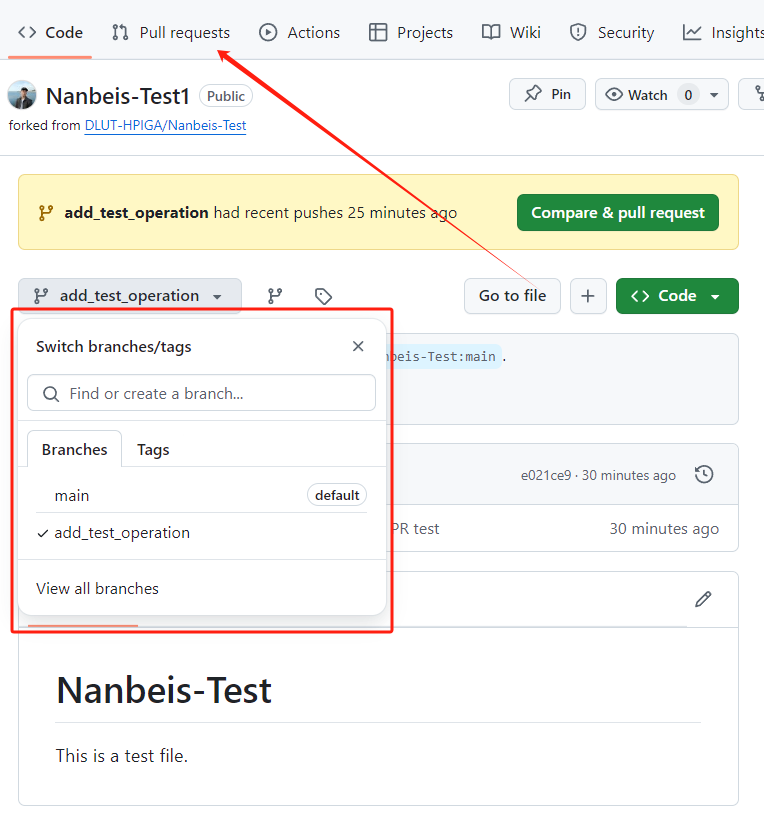 Code Pull requests Actions Projects Wiki Security Insights
Nanbeis-Test1 Public Pin Watch 0
forked from DLUT-HPIGA/Nanbeis-Test
add_test_operation had recent pushes 25 minutes ago Compare & pull request
add_test_operation Go to file Code
Switch branches/tags
nbeis-Test:main .
Find or create a branch...
Branches Tags
e021ce9 · 30 minutes ago
main default
add_test_operation
PR test 30 minutes ago
View all branches
Nanbeis-Test
This is a test file.